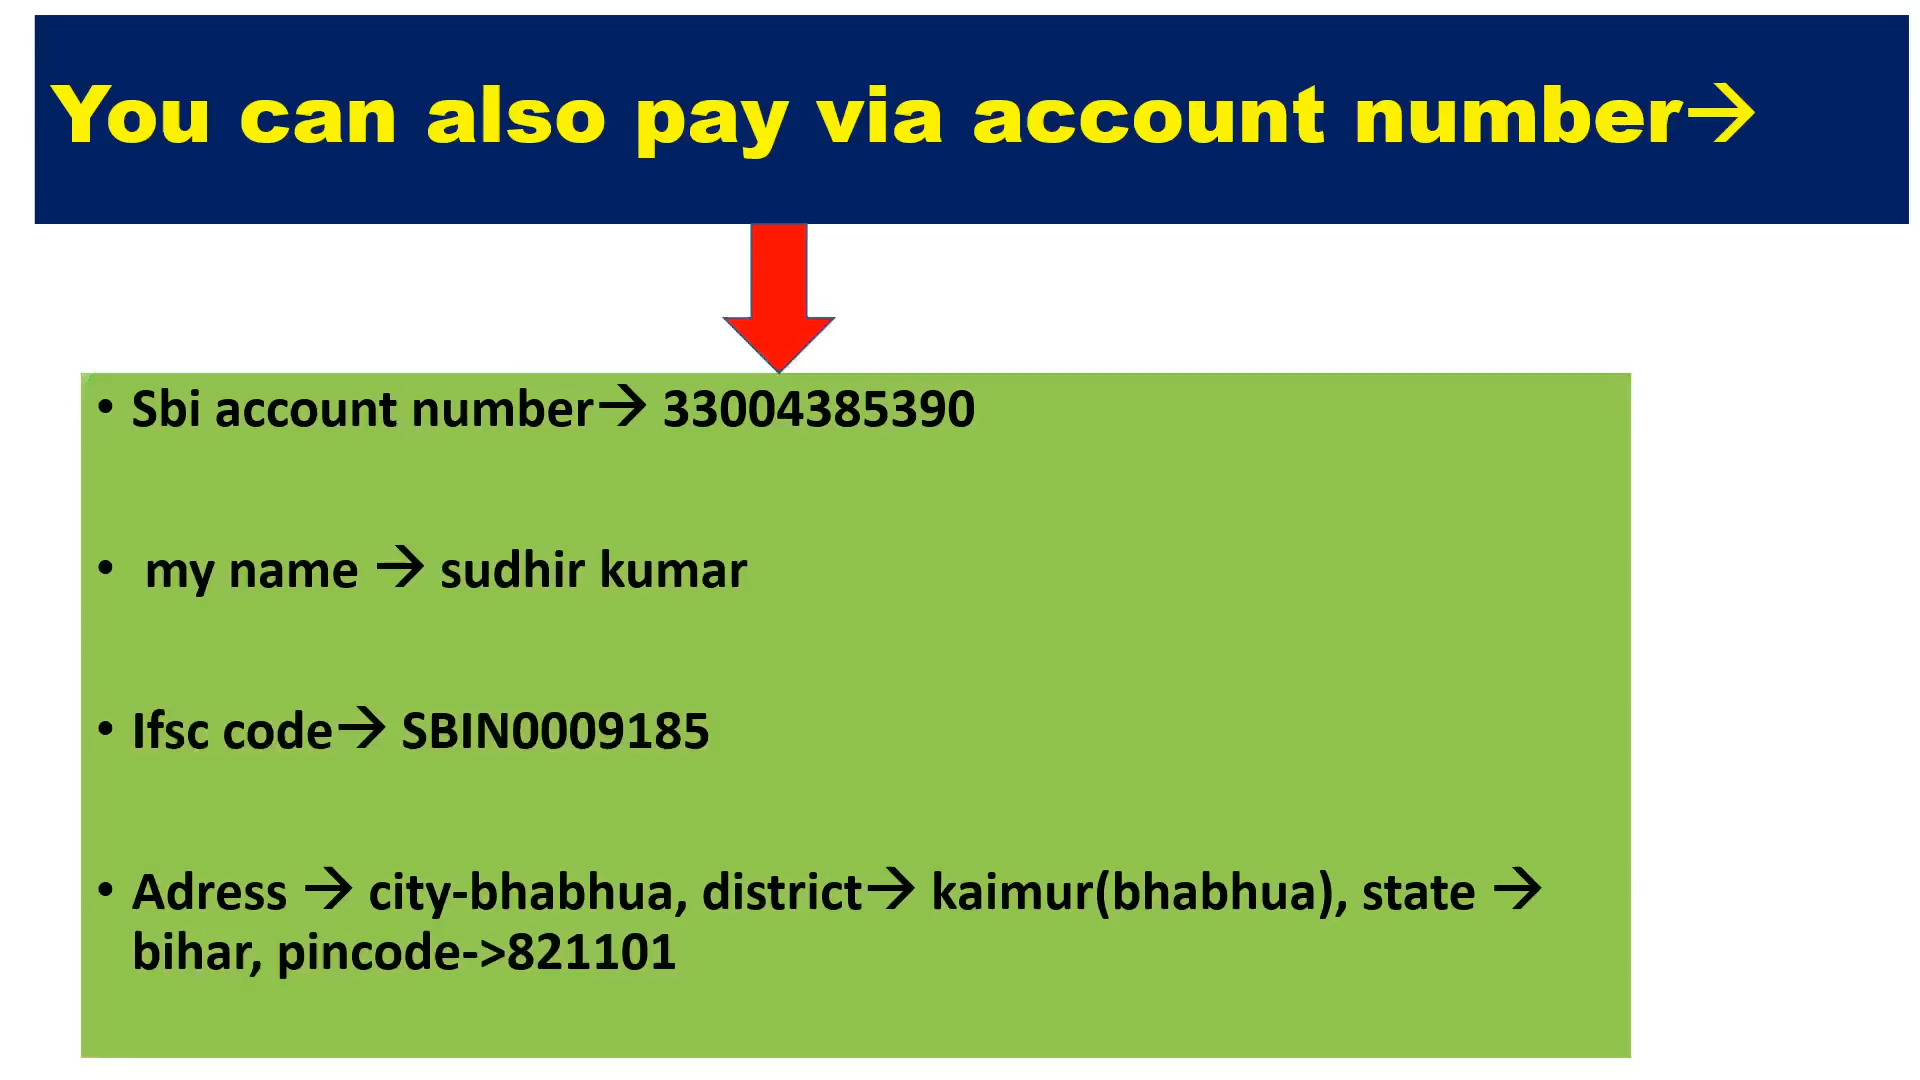 You can also pay via account number→
• Sbi account number→ 33004385390
• my name → sudhir kumar
• Ifsc code→ SBIN0009185
• Adress → city-bhabhua, district→ kaimur(bhabhua), state →
bihar, pincode->821101